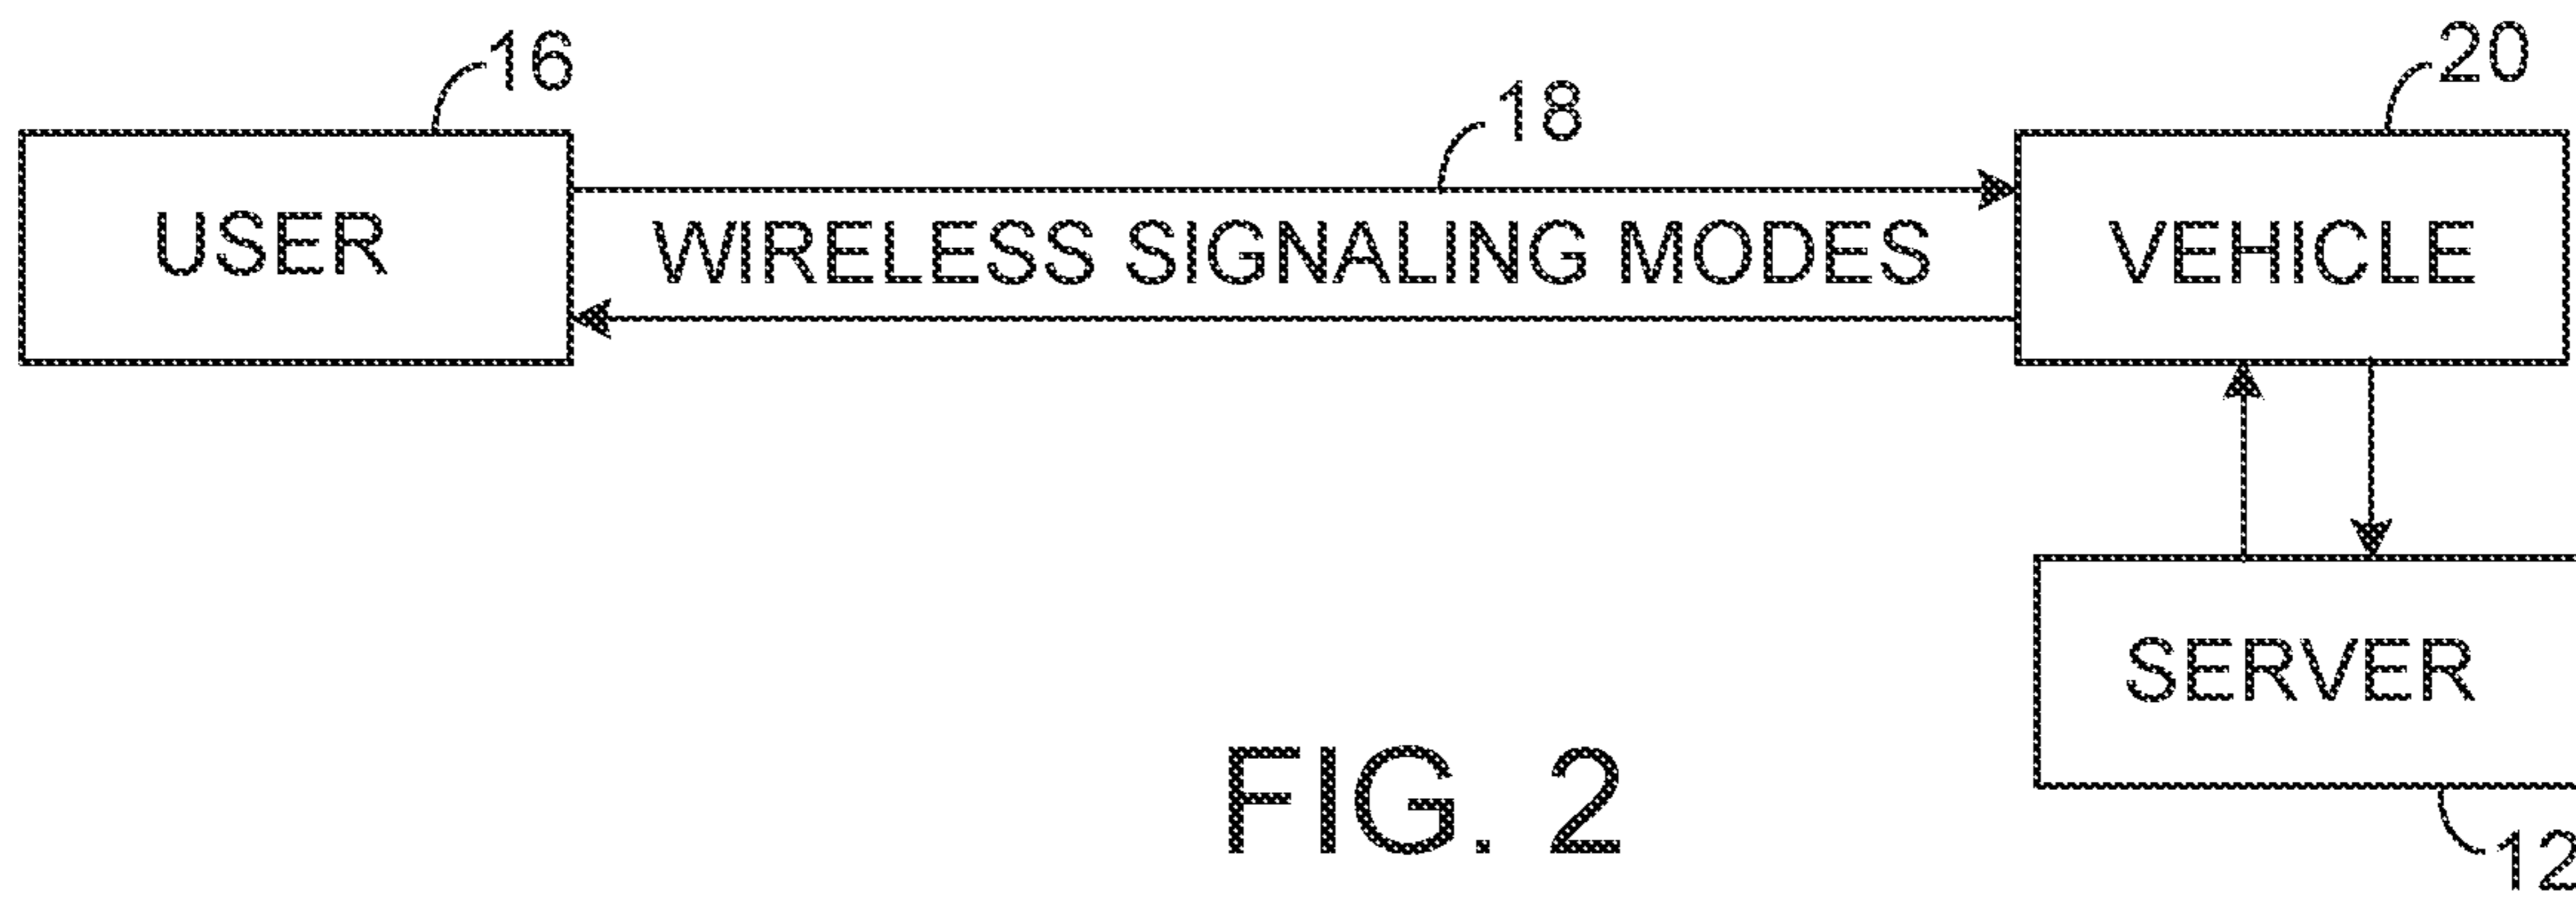 16
20
18
USER
WIRELESS SIGNALING MODES
VEHICLE
SERVER
FIG. 2
12